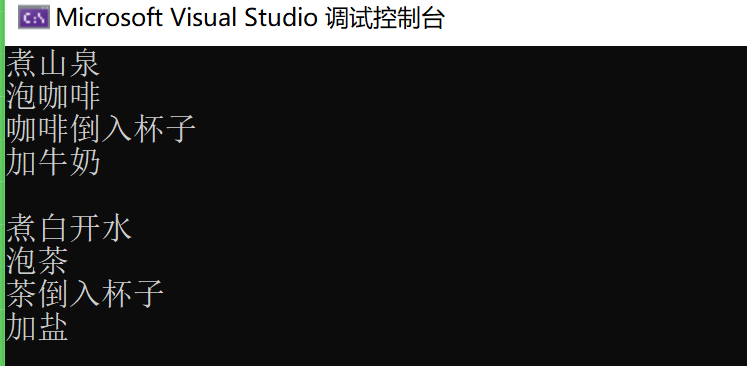 C:\
Microsoft Visual Studio 调试控制台
煮山泉
泡咖啡
咖啡倒入杯子
加牛奶
煮白开水
泡茶
茶倒入杯子
加盐